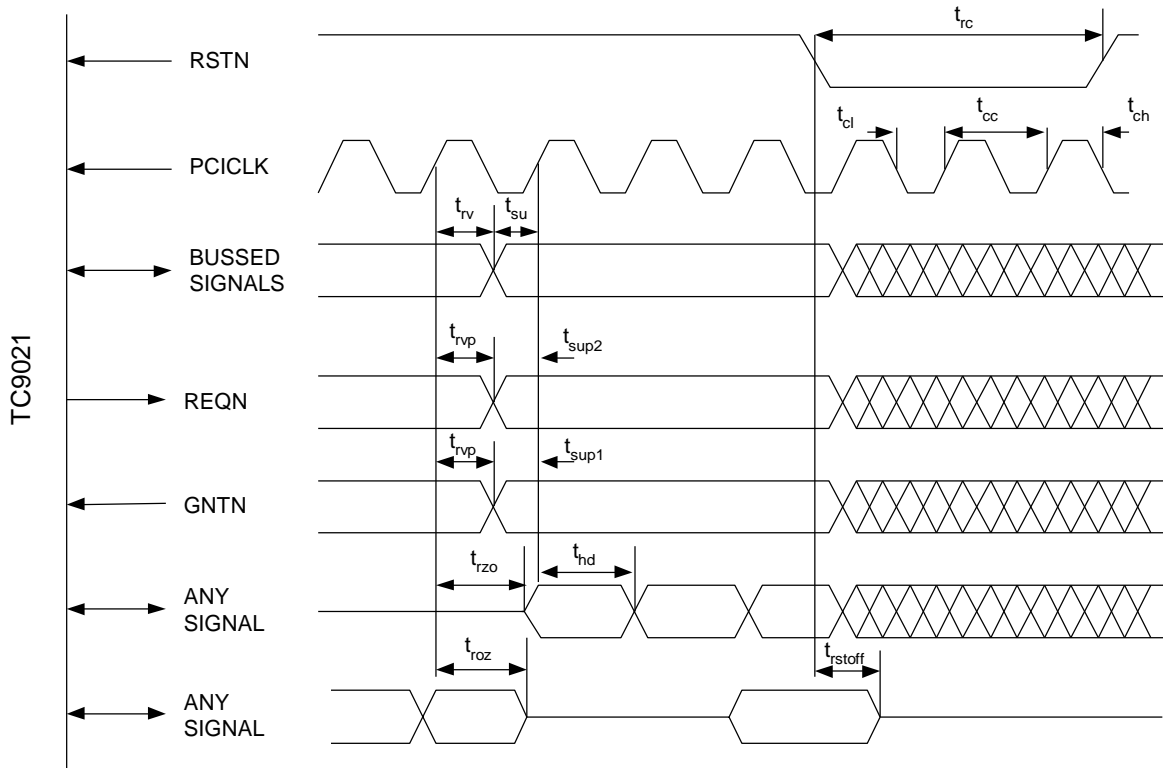 t_rc
RSTN
t_cl
t_cc
t_ch
PCICLK
t_rv
t_su
BUSSED
SIGNALS
t_rvp
t_sup2
REQN
TC9021
t_rvp
t_sup1
GNTN
t_rzo
t_hd
ANY
SIGNAL
t_roz
t_rstoff
ANY
SIGNAL